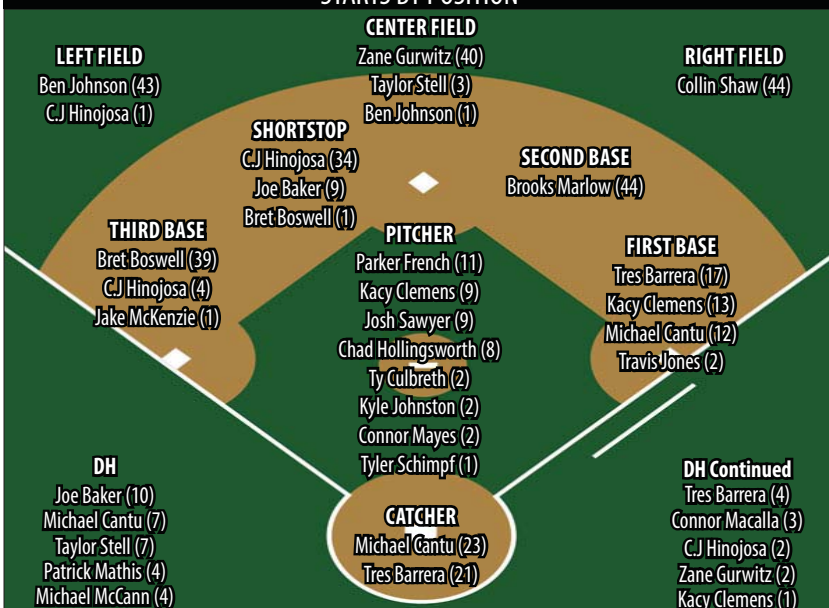 STARTS BY POSITION
CENTER FIELD
Zane Gurwitz (40)
Taylor Stell (3)
Ben Johnson (1)
LEFT FIELD
Ben Johnson (43)
C.J Hinojosa (1)
RIGHT FIELD
Collin Shaw (44)
SHORTSTOP
C.J Hinojosa (34)
Joe Baker (9)
Bret Boswell (1)
SECOND BASE
Brooks Marlow (44)
THIRD BASE
Bret Boswell (39)
C.J Hinojosa (4)
Jake McKenzie (1)
PITCHER
Parker French (11)
Kacy Clemens (9)
Josh Sawyer (9)
Chad Hollingsworth (8)
Ty Culbreth (2)
Kyle Johnston (2)
Connor Mayes (2)
Tyler Schimpf (1)
FIRST BASE
Tres Barrera (17)
Kacy Clemens (13)
Michael Cantu (12)
Travis Jones (2)
DH
Joe Baker (10)
Michael Cantu (7)
Taylor Stell (7)
Patrick Mathis (4)
Michael McCann (4)
CATCHER
Michael Cantu (23)
Tres Barrera (21)
DH Continued
Tres Barrera (4)
Connor Macalla (3)
C.J Hinojosa (2)
Zane Gurwitz (2)
Kacy Clemens (1)